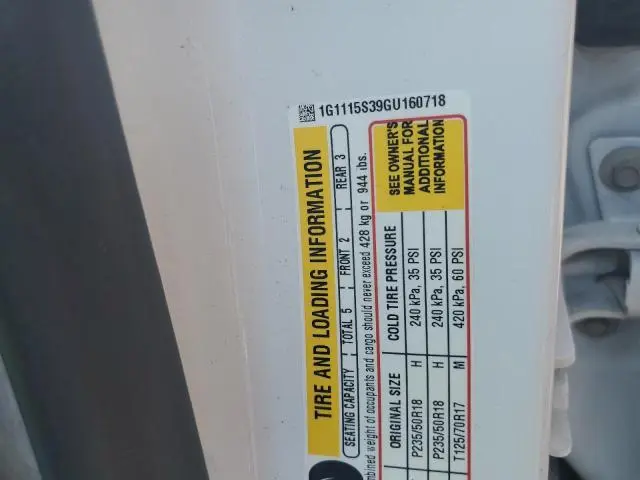 1G1115S39GU160718
TIRE AND LOADING INFORMATION
SEATING CAPACITY TOTAL 5 FRONT 2 REAR 3
of occupants and cargo should never exceed 428 kg or 944 lbs.
ORIGINAL SIZE COLD TIRE PRESSURE
SEE OWNER'S
MANUAL FOR
ADDITIONAL
INFORMATION
P235/50R18 H 240 kPa, 35 PSI
P235/50R18 H 240 kPa, 35 PSI
T125/70R17 M 420 kPa, 60 PSI